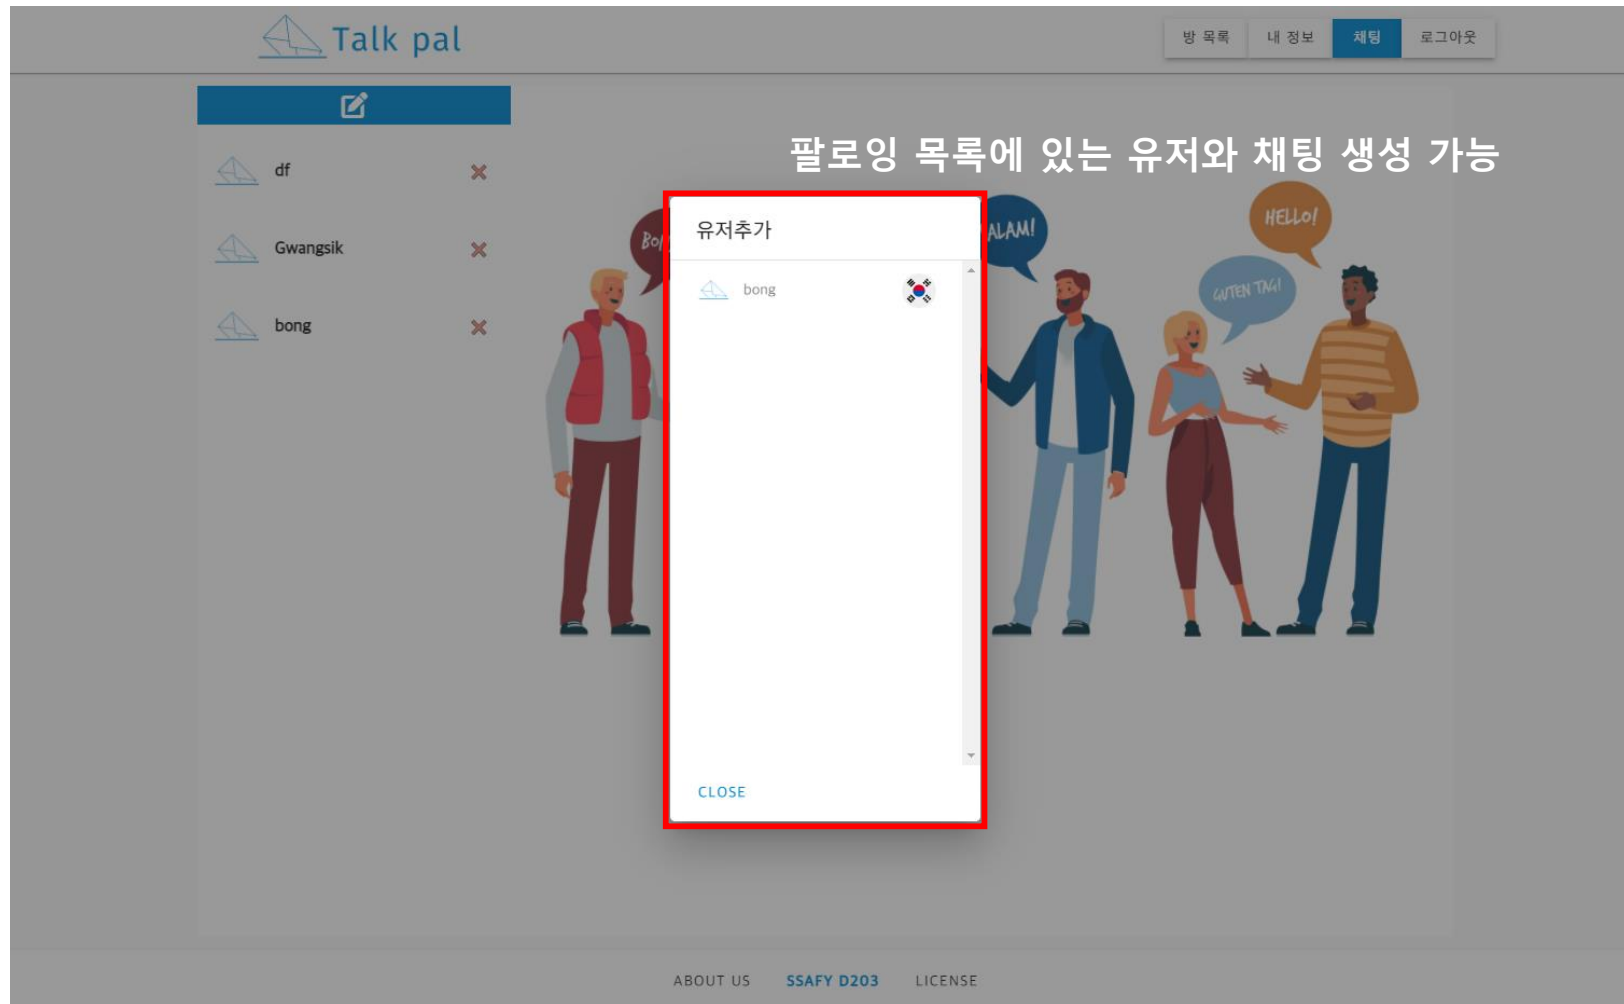 Talk pal
방 목록 내 정보 채팅 로그아웃
팔로잉 목록에 있는 유저와 채팅 생성 가능
df
Gwangsik
bong
유저추가
bong
CLOSE
ALAM!
HELLO!
GUTEN TAG!
ABOUT US SSAFY D203 LICENSE